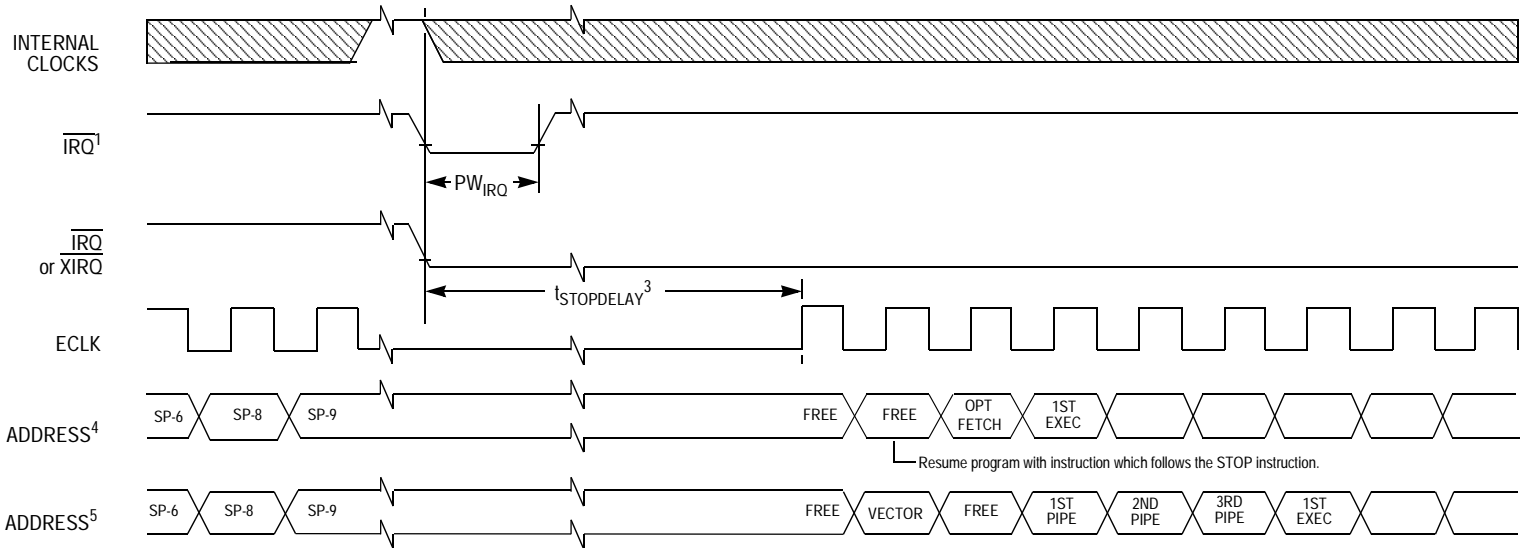 INTERNAL
CLOCKS
IRQ1
PWIRQ
IRQ
or XIRQ
tSTOPDELAY3
ECLK
ADDRESS4
SP-6
SP-8
SP-9
FREE
FREE
OPT
FETCH
1ST
EXEC
Resume program with instruction which follows the STOP instruction.
ADDRESS5
SP-6
SP-8
SP-9
FREE
VECTOR
FREE
1ST
PIPE
2ND
PIPE
3RD
PIPE
1ST
EXEC